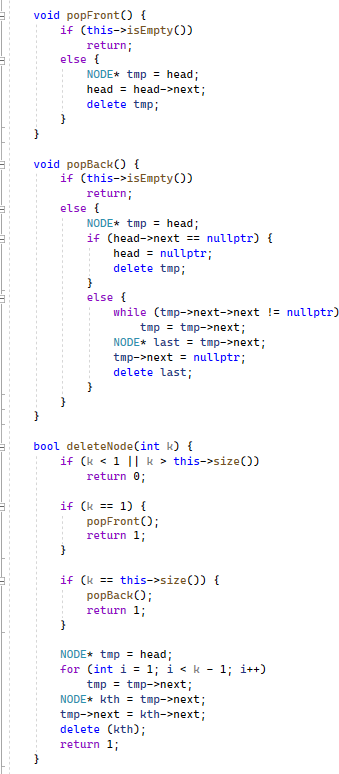 void popFront() {
    if (this->isEmpty())
        return;
    else {
        NODE* tmp = head;
        head = head->next;
        delete tmp;
    }
}

void popBack() {
    if (this->isEmpty())
        return;
    else {
        NODE* tmp = head;
        if (head->next == nullptr) {
            head = nullptr;
            delete tmp;
        }
        else {
            while (tmp->next->next != nullptr)
                tmp = tmp->next;
            NODE* last = tmp->next;
            tmp->next = nullptr;
            delete last;
        }
    }
}

bool deleteNode(int k) {
    if (k < 1 || k > this->size())
        return 0;

    if (k == 1) {
        popFront();
        return 1;
    }

    if (k == this->size()) {
        popBack();
        return 1;
    }

    NODE* tmp = head;
    for (int i = 1; i < k - 1; i++)
        tmp = tmp->next;
    NODE* kth = tmp->next;
    tmp->next = kth->next;
    delete (kth);
    return 1;
}